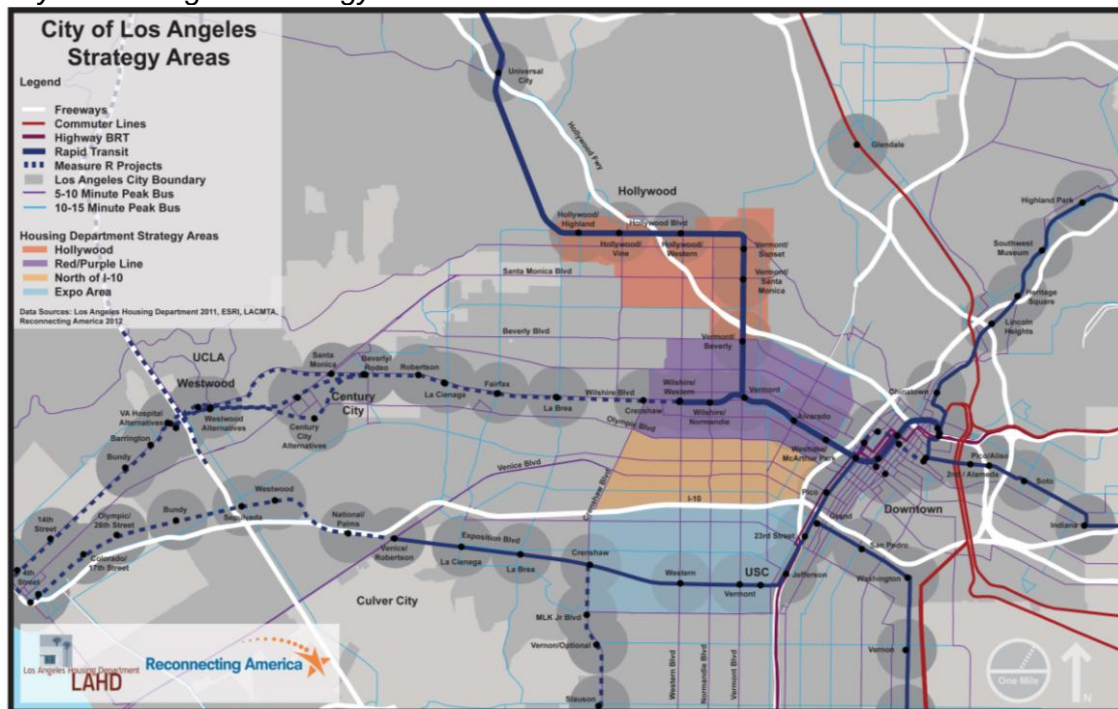 City of Los Angeles
Strategy Areas
Legend
Freeways
Commuter Lines
Highway BRT
Rapid Transit
Measure R Projects
Los Angeles City Boundary
5-10 Minute Peak Bus
10-15 Minute Peak Bus
Housing Department Strategy Areas
Hollywood
Red/Purple Line
North of I-10
Expo Area
Data Sources: Los Angeles Housing Department 2011, ESRI, LACMTA,
Reconnecting America 2012
Universal
City
Hollywood Fwy
Glendale
Hollywood
Highland Park
Hollywood/
Highland
Hollywood Blvd
Hollywood/
Vine
Hollywood/
Western
Vermont/
Sunset
Southwest
Museum
Santa Monica Blvd
Vermont/
Santa
Monica
Heritage
Square
Lincoln
Heights
Beverly Blvd
Vermont/
Beverly
UCLA
Westwood
Santa
Monica
Beverly/
Rodeo
Robertson
Century
City
La Cienega
Fairfax
La Brea
Wilshire Blvd
Crenshaw
Wilshire/
Western
Wilshire/
Normandie
Vermont
Chinatown
Alvarado
VA Hospital
Alternatives
Westwood
Alternatives
Century
City
Alternatives
Olympic Blvd
Westlake/
McArthur Park
Barrington
Bundy
Venice Blvd
Crenshaw Blvd
I-10
Pico
Pico/Aliso
2nd / Alameda
Soto
Downtown
Indiana
14th
Street
Olympic/
26th Street
Bundy
Westwood
Sepulveda
National/
Palms
Grand
23rd Street
San Pedro
Colorado/
17th Street
4th
Street
Venice/
Robertson
Exposition Blvd
La Cienega
La Brea
Crenshaw
Western
Vermont
USC
Jefferson
Washington
Culver City
MLK Jr Blvd
Vernon/Optional
Vernon
Slauson
Western Blvd
Normandie Blvd
Vermont Blvd
Los Angeles Housing Department
LAHD
Reconnecting America
One Mile
N